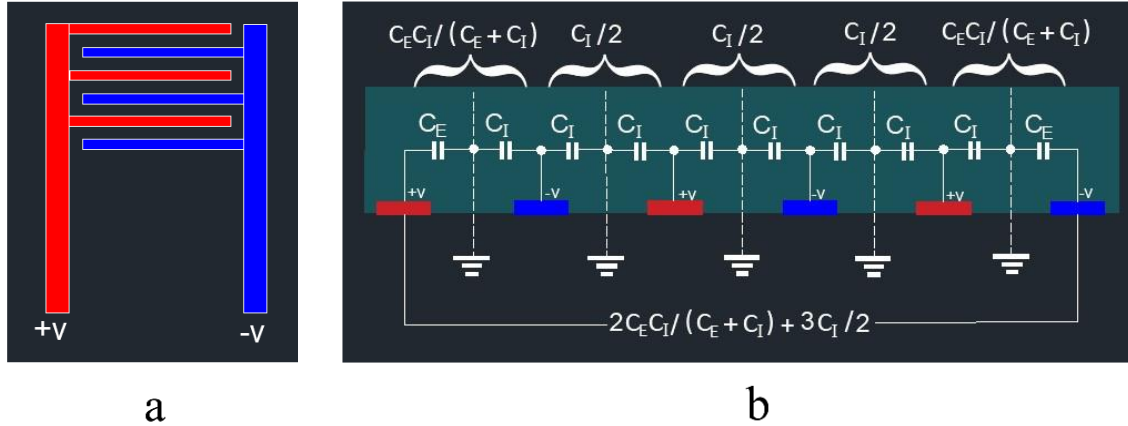 +v
-v
a
C_E C_I/(C_E + C_I) C_I/2 C_I/2 C_I/2 C_E C_I/(C_E + C_I)
C_E C_I C_I C_I C_I C_I C_I C_I C_I C_E
+v -v +v -v +v -v
2C_E C_I/(C_E + C_I) + 3C_I/2
b